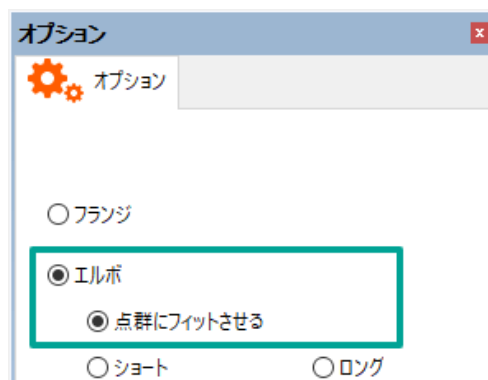 オプション
オプション
フランジ
エルボ
点群にフィットさせる
ショート ロング